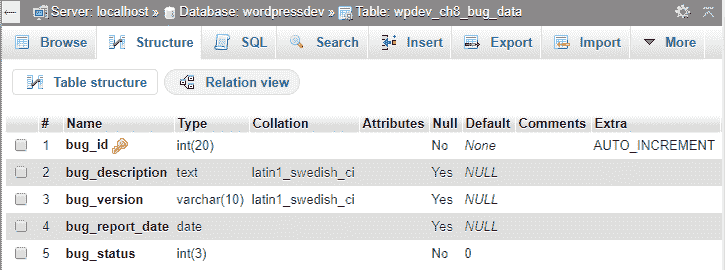 Server: localhost » Database: wordpressdev » Table: wpdev_ch8_bug_data
Browse Structure SQL Search Insert Export Import More
Table structure Relation view
# Name Type Collation Attributes Null Default Comments Extra
1 bug_id int(20) No None AUTO_INCREMENT
2 bug_description text latin1_swedish_ci Yes NULL
3 bug_version varchar(10) latin1_swedish_ci Yes NULL
4 bug_report_date date Yes NULL
5 bug_status int(3) No 0